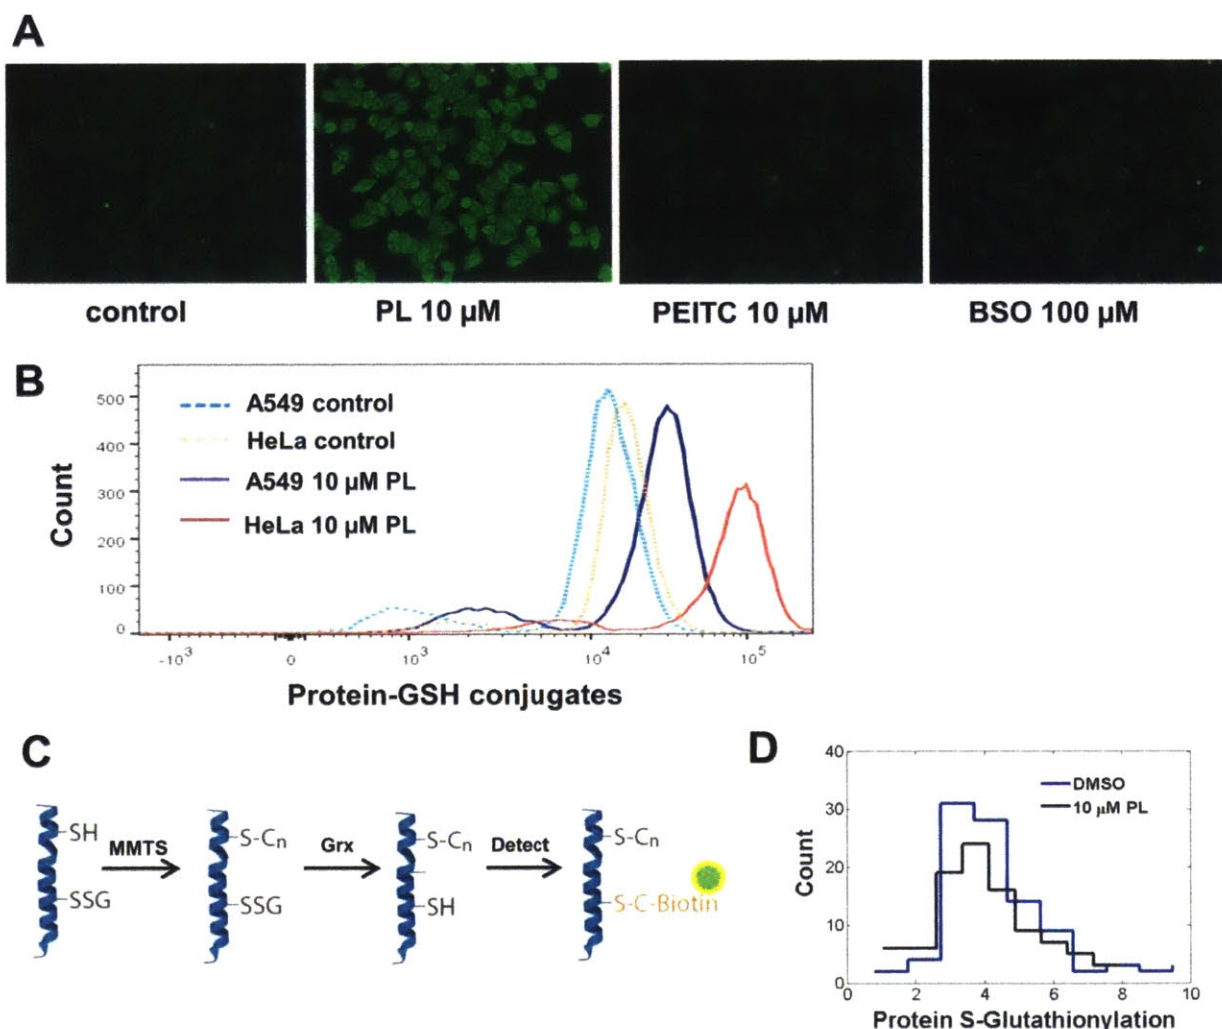 A
control
PL 10 µM
PEITC 10 µM
BSO 100 µM
B
A549 control
HeLa control
A549 10 µM PL
HeLa 10 µM PL
500
400
300
200
100
0
Count
-10³
0
10³
10⁴
10⁵
Protein-GSH conjugates
C
SH
SSG
MMTS
S-Cn
SSG
Grx
S-Cn
SH
Detect
S-Cn
S-C-Biotin
D
40
30
20
10
0
Count
DMSO
10 µM PL
0
2
4
6
8
10
Protein S-Glutathionylation